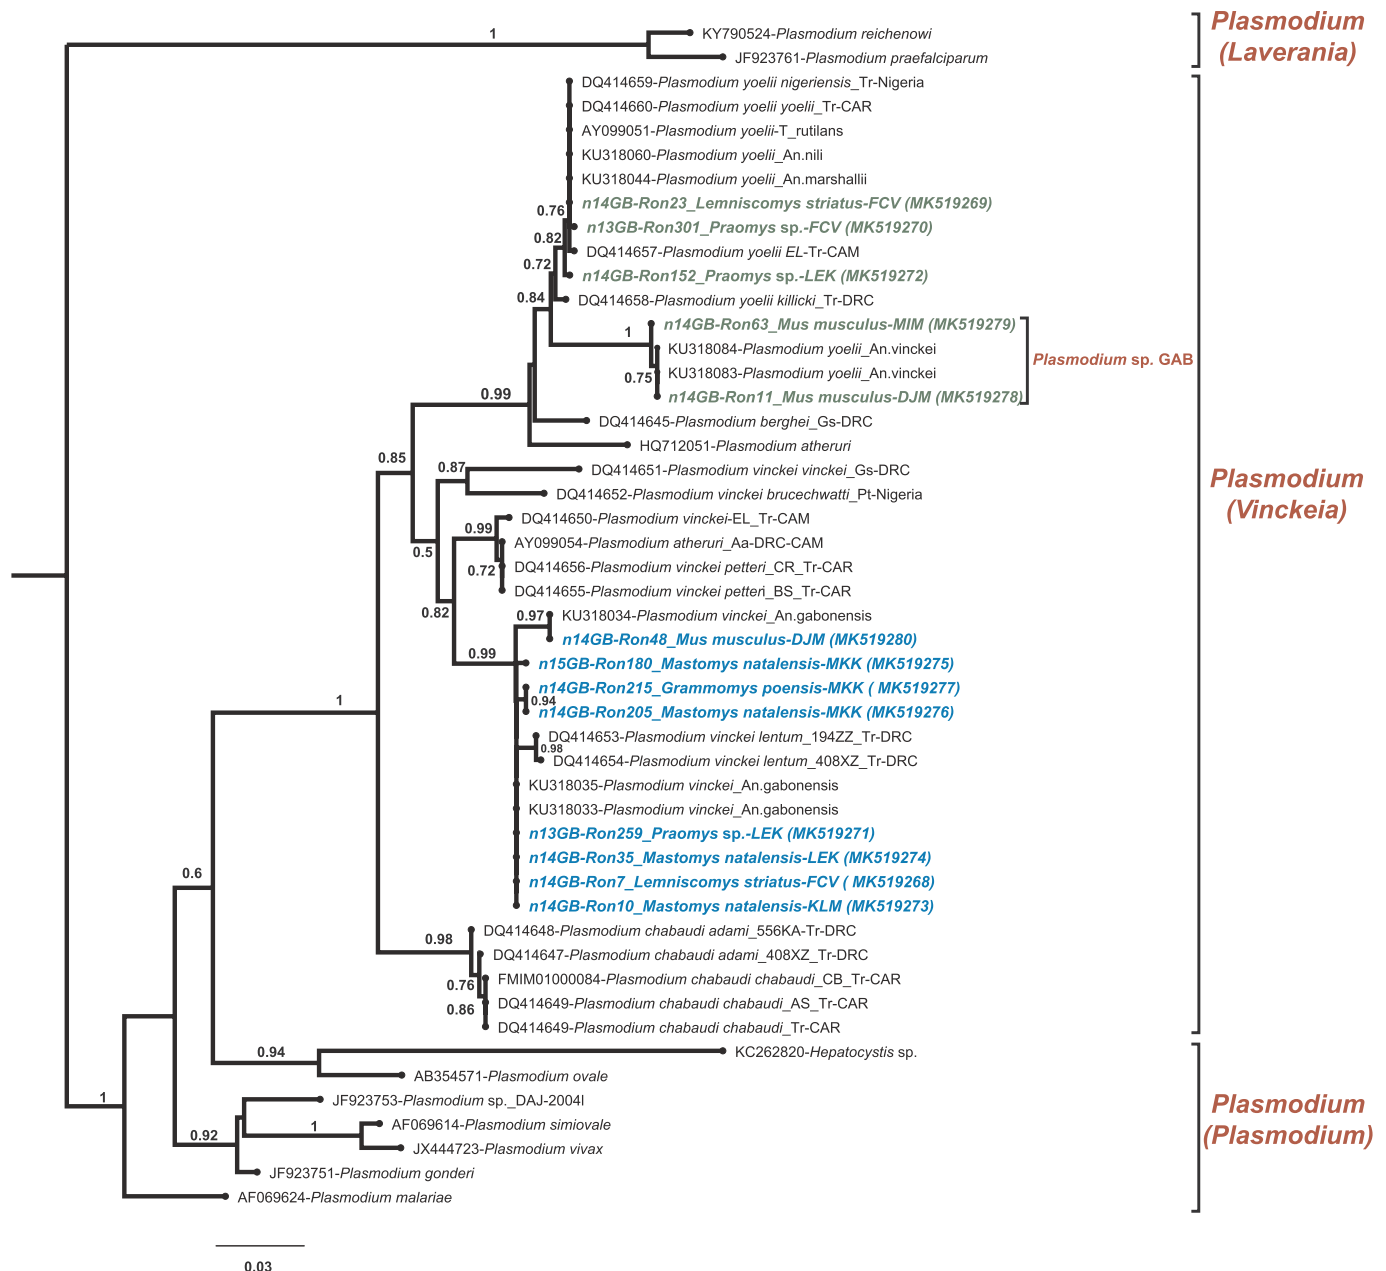 1
KY790524-Plasmodium reichenowi
JF923761-Plasmodium praefalciparum
Plasmodium
(Laverania)
DQ414659-Plasmodium yoelii nigeriensis_Tr-Nigeria
DQ414660-Plasmodium yoelii yoelii_Tr-CAR
AY099051-Plasmodium yoelii-T_rutilans
KU318060-Plasmodium yoelii_An.nili
KU318044-Plasmodium yoelii_An.marshallii
n14GB-Ron23_Lemniscomys striatus-FCV (MK519269)
0.76
n13GB-Ron301_Praomys sp.-FCV (MK519270)
0.82
DQ414657-Plasmodium yoelii EL-Tr-CAM
0.72
n14GB-Ron152_Praomys sp.-LEK (MK519272)
0.84
DQ414658-Plasmodium yoelii killicki_Tr-DRC
n14GB-Ron63_Mus musculus-MIM (MK519279)
1
KU318084-Plasmodium yoelii_An.vinckei
KU318083-Plasmodium yoelii_An.vinckei
0.75
n14GB-Ron11_Mus musculus-DJM (MK519278)
Plasmodium sp. GAB
0.99
DQ414645-Plasmodium berghei_Gs-DRC
HQ712051-Plasmodium atheruri
0.85
0.87
DQ414651-Plasmodium vinckei vinckei_Gs-DRC
DQ414652-Plasmodium vinckei brucechwatti_Pt-Nigeria
Plasmodium
(Vinckeia)
DQ414650-Plasmodium vinckei-EL_Tr-CAM
0.99
AY099054-Plasmodium atheruri_Aa-DRC-CAM
0.5
0.72
DQ414656-Plasmodium vinckei petteri_CR_Tr-CAR
DQ414655-Plasmodium vinckei petteri_BS_Tr-CAR
0.82
0.97
KU318034-Plasmodium vinckei_An.gabonensis
n14GB-Ron48_Mus musculus-DJM (MK519280)
0.99
n15GB-Ron180_Mastomys natalensis-MKK (MK519275)
n14GB-Ron215_Grammomys poensis-MKK ( MK519277)
0.94
n14GB-Ron205_Mastomys natalensis-MKK (MK519276)
1
DQ414653-Plasmodium vinckei lentum_194ZZ_Tr-DRC
0.98
DQ414654-Plasmodium vinckei lentum_408XZ_Tr-DRC
KU318035-Plasmodium vinckei_An.gabonensis
KU318033-Plasmodium vinckei_An.gabonensis
n13GB-Ron259_Praomys sp.-LEK (MK519271)
n14GB-Ron35_Mastomys natalensis-LEK (MK519274)
0.6
n14GB-Ron7_Lemniscomys striatus-FCV ( MK519268)
n14GB-Ron10_Mastomys natalensis-KLM (MK519273)
0.98
DQ414648-Plasmodium chabaudi adami_556KA-Tr-DRC
DQ414647-Plasmodium chabaudi adami_408XZ_Tr-DRC
0.76
FMIM01000084-Plasmodium chabaudi chabaudi_CB_Tr-CAR
0.86
DQ414649-Plasmodium chabaudi chabaudi_AS_Tr-CAR
DQ414649-Plasmodium chabaudi chabaudi_Tr-CAR
0.94
KC262820-Hepatocystis sp.
AB354571-Plasmodium ovale
1
JF923753-Plasmodium sp._DAJ-2004I
Plasmodium
(Plasmodium)
0.92
1
AF069614-Plasmodium simiovale
JX444723-Plasmodium vivax
JF923751-Plasmodium gonderi
AF069624-Plasmodium malariae
0.03